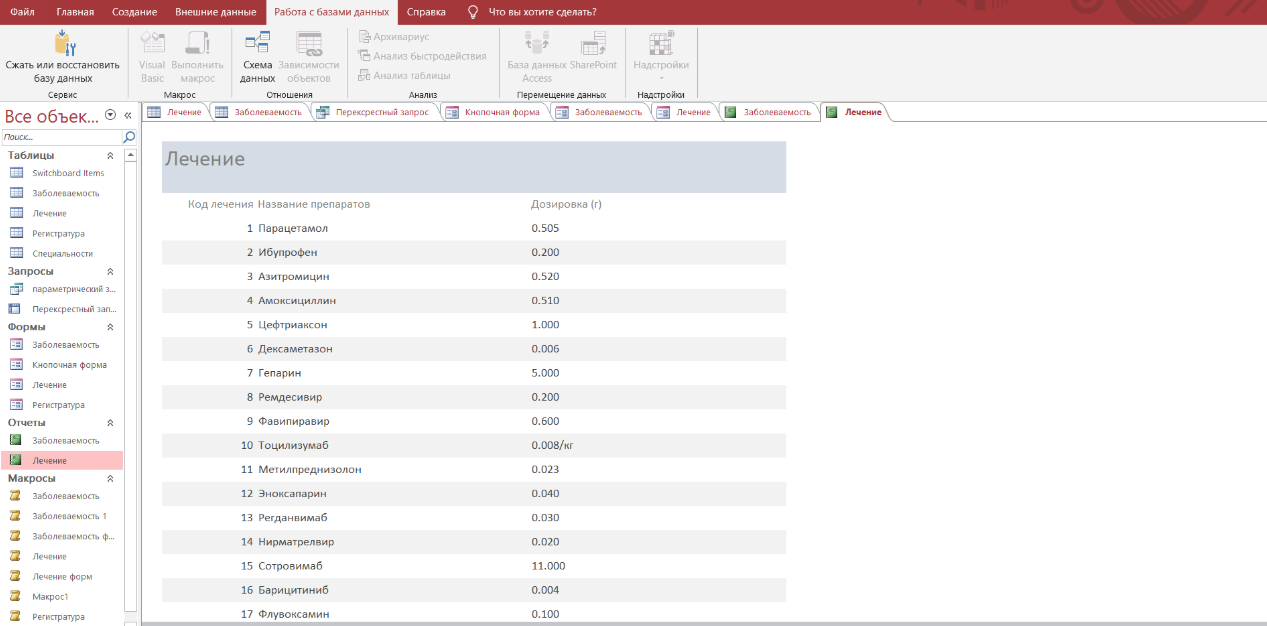 Файл Главная Создание Внешние данные Работа с базами данных Справка Что вы хотите сделать?
Сжать или восстановить базу данных
Visual Basic
Выполнить макрос
Схема данных
Зависимости объектов
Архивариус
Анализ быстродействия
Анализ таблицы
База данных Access
SharePoint
Надстройки
Сервис Макрос Отношения Анализ Перемещение данных Надстройки
Все объек...
Поиск...
Таблицы
Switchboard Items
Заболеваемость
Лечение
Регистратура
Специальности
Запросы
параметрический з...
Перексрестный зап...
Формы
Заболеваемость
Кнопочная форма
Лечение
Регистратура
Отчеты
Заболеваемость
Лечение
Макросы
Заболеваемость
Заболеваемость 1
Заболеваемость ф...
Лечение
Лечение форм
Макрос1
Регистратура
Лечение Заболеваемость Перексрестный запрос Кнопочная форма Заболеваемость Лечение Заболеваемость Лечение
Лечение
Код лечения Название препаратов Дозировка (г)
1 Парацетамол 0.505
2 Ибупрофен 0.200
3 Азитромицин 0.520
4 Амоксициллин 0.510
5 Цефтриаксон 1.000
6 Дексаметазон 0.006
7 Гепарин 5.000
8 Ремдесивир 0.200
9 Фавипиравир 0.600
10 Тоцилизумаб 0.008/кг
11 Метилпреднизолон 0.023
12 Эноксапарин 0.040
13 Регданвимаб 0.030
14 Нирматрелвир 0.020
15 Сотровимаб 11.000
16 Барицитиниб 0.004
17 Флувоксамин 0.100